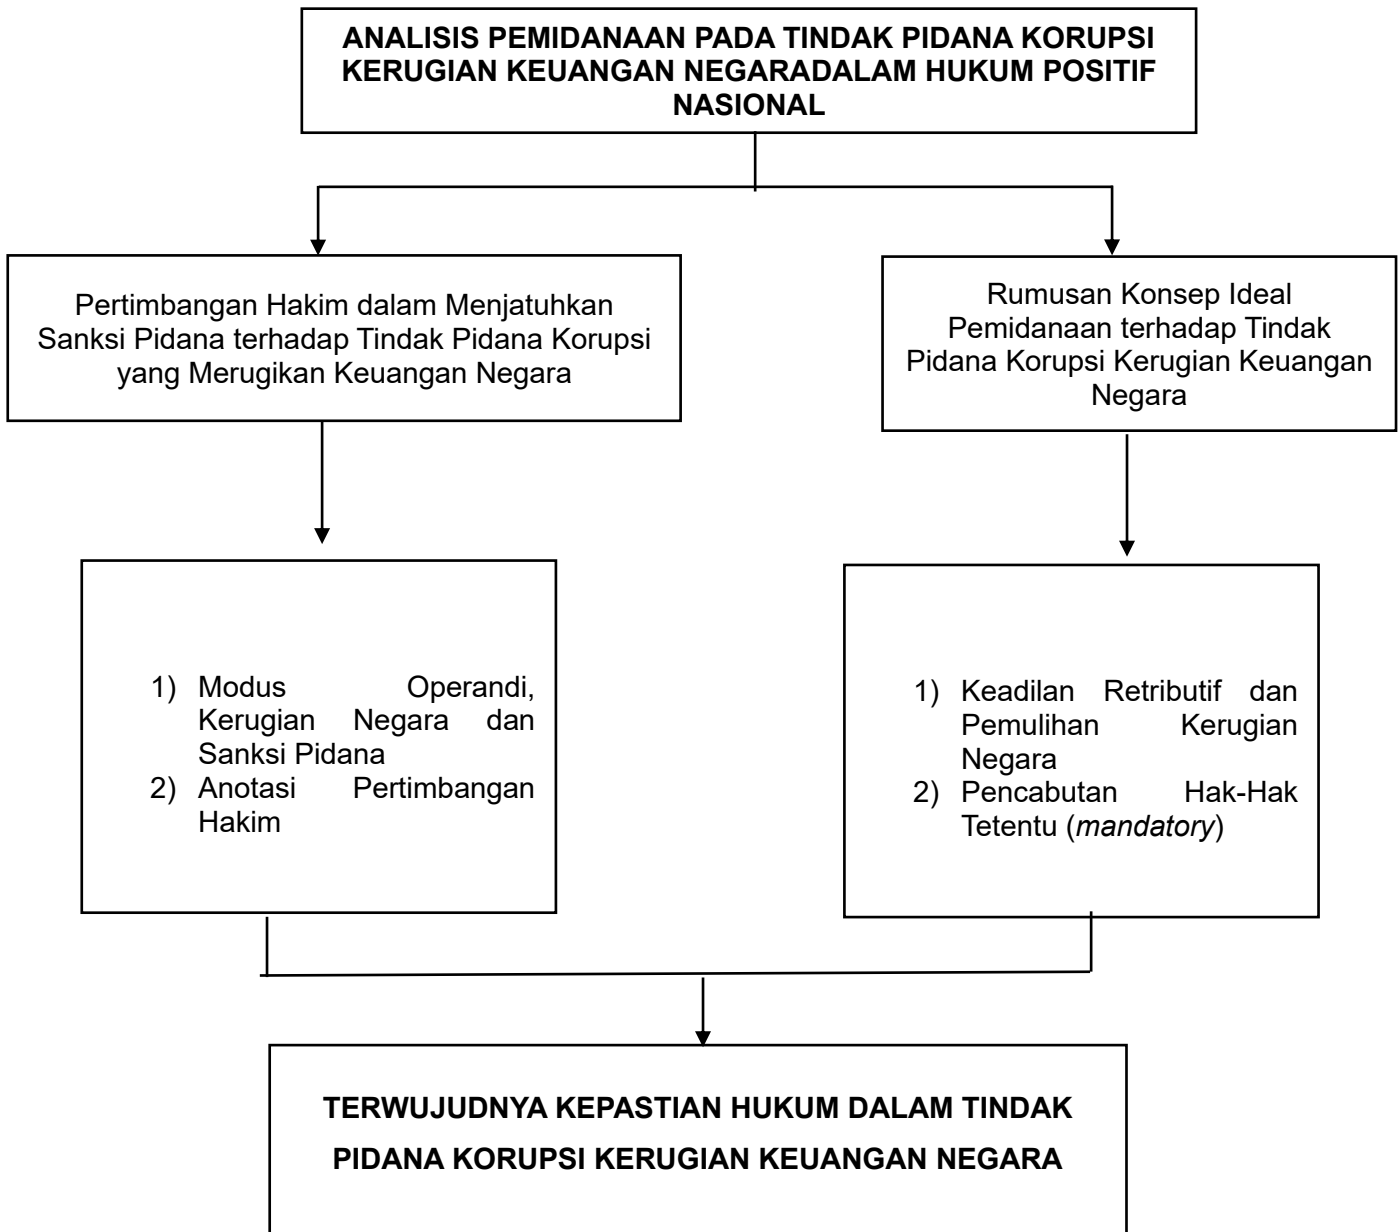 ANALISIS PEMIDANAAN PADA TINDAK PIDANA KORUPSI
KERUGIAN KEUANGAN NEGARADALAM HUKUM POSITIF
NASIONAL
Pertimbangan Hakim dalam Menjatuhkan
Sanksi Pidana terhadap Tindak Pidana Korupsi
yang Merugikan Keuangan Negara
Rumusan Konsep Ideal
Pemidanaan terhadap Tindak
Pidana Korupsi Kerugian Keuangan
Negara
1) Modus Operandi,
Kerugian Negara dan
Sanksi Pidana
2) Anotasi Pertimbangan
Hakim
1) Keadilan Retributif dan
Pemulihan Kerugian
Negara
2) Pencabutan Hak-Hak
Tetentu (mandatory)
TERWUJUDNYA KEPASTIAN HUKUM DALAM TINDAK
PIDANA KORUPSI KERUGIAN KEUANGAN NEGARA